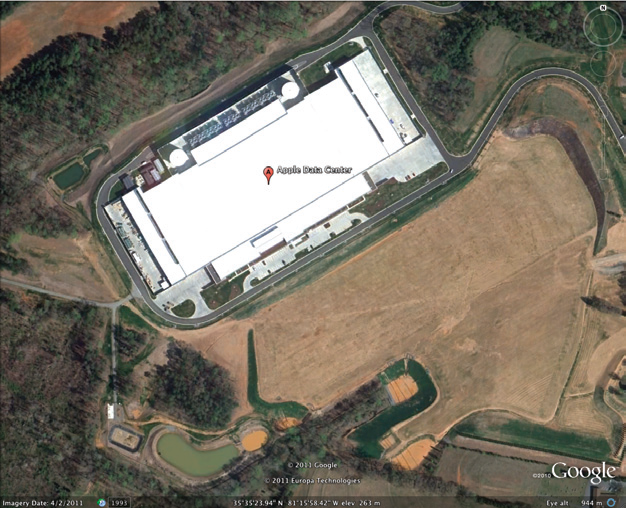 N
A Apple Data Center
© 2011 Google
© 2011 Europa Technologies
©2010 Google
Imagery Date: 4/2/2011 1993 35°35'23.94" N 81°15'58.42" W elev 263 m Eye alt 944 m